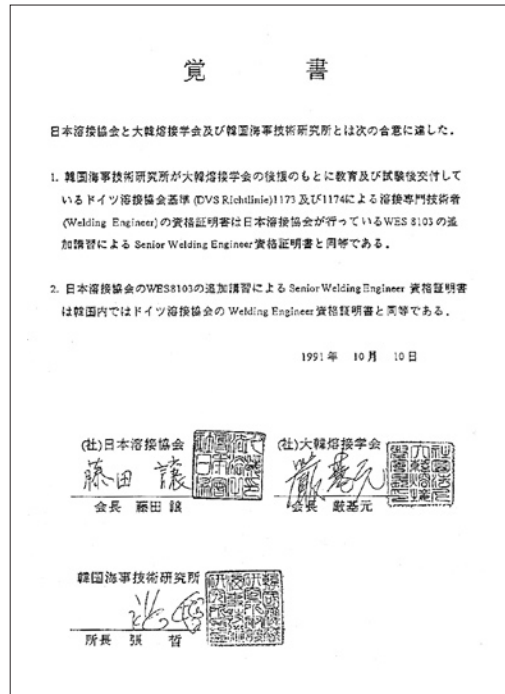 覚 書
日本溶接協会と大韓熔接学会及び韓国海事技術研究所とは次の合意に達した．
1. 韓国海事技術研究所が大韓熔接学会の後援のもとに教育及び試験後交付して
いるドイツ溶接協会基準 (DVS Richtlinie)1173 及び1174による溶接専門技術者
(Welding Engineer) の資格証明書は日本溶接協会が行っているWES 8103 の追
加講習による Senior Welding Engineer 資格証明書と同等である．
2. 日本溶接協会のWES8103の追加講習による Senior Welding Engineer 資格証明書
は韓国内ではドイツ溶接協会の Welding Engineer 資格証明書と同等である．
1991年 10月 10日
(社)日本溶接協会
藤田 譲
会長 藤田 譲
(社)大韓熔接学会
嚴基元
会長 厳基元
韓国海事技術研究所
所長 張 哲